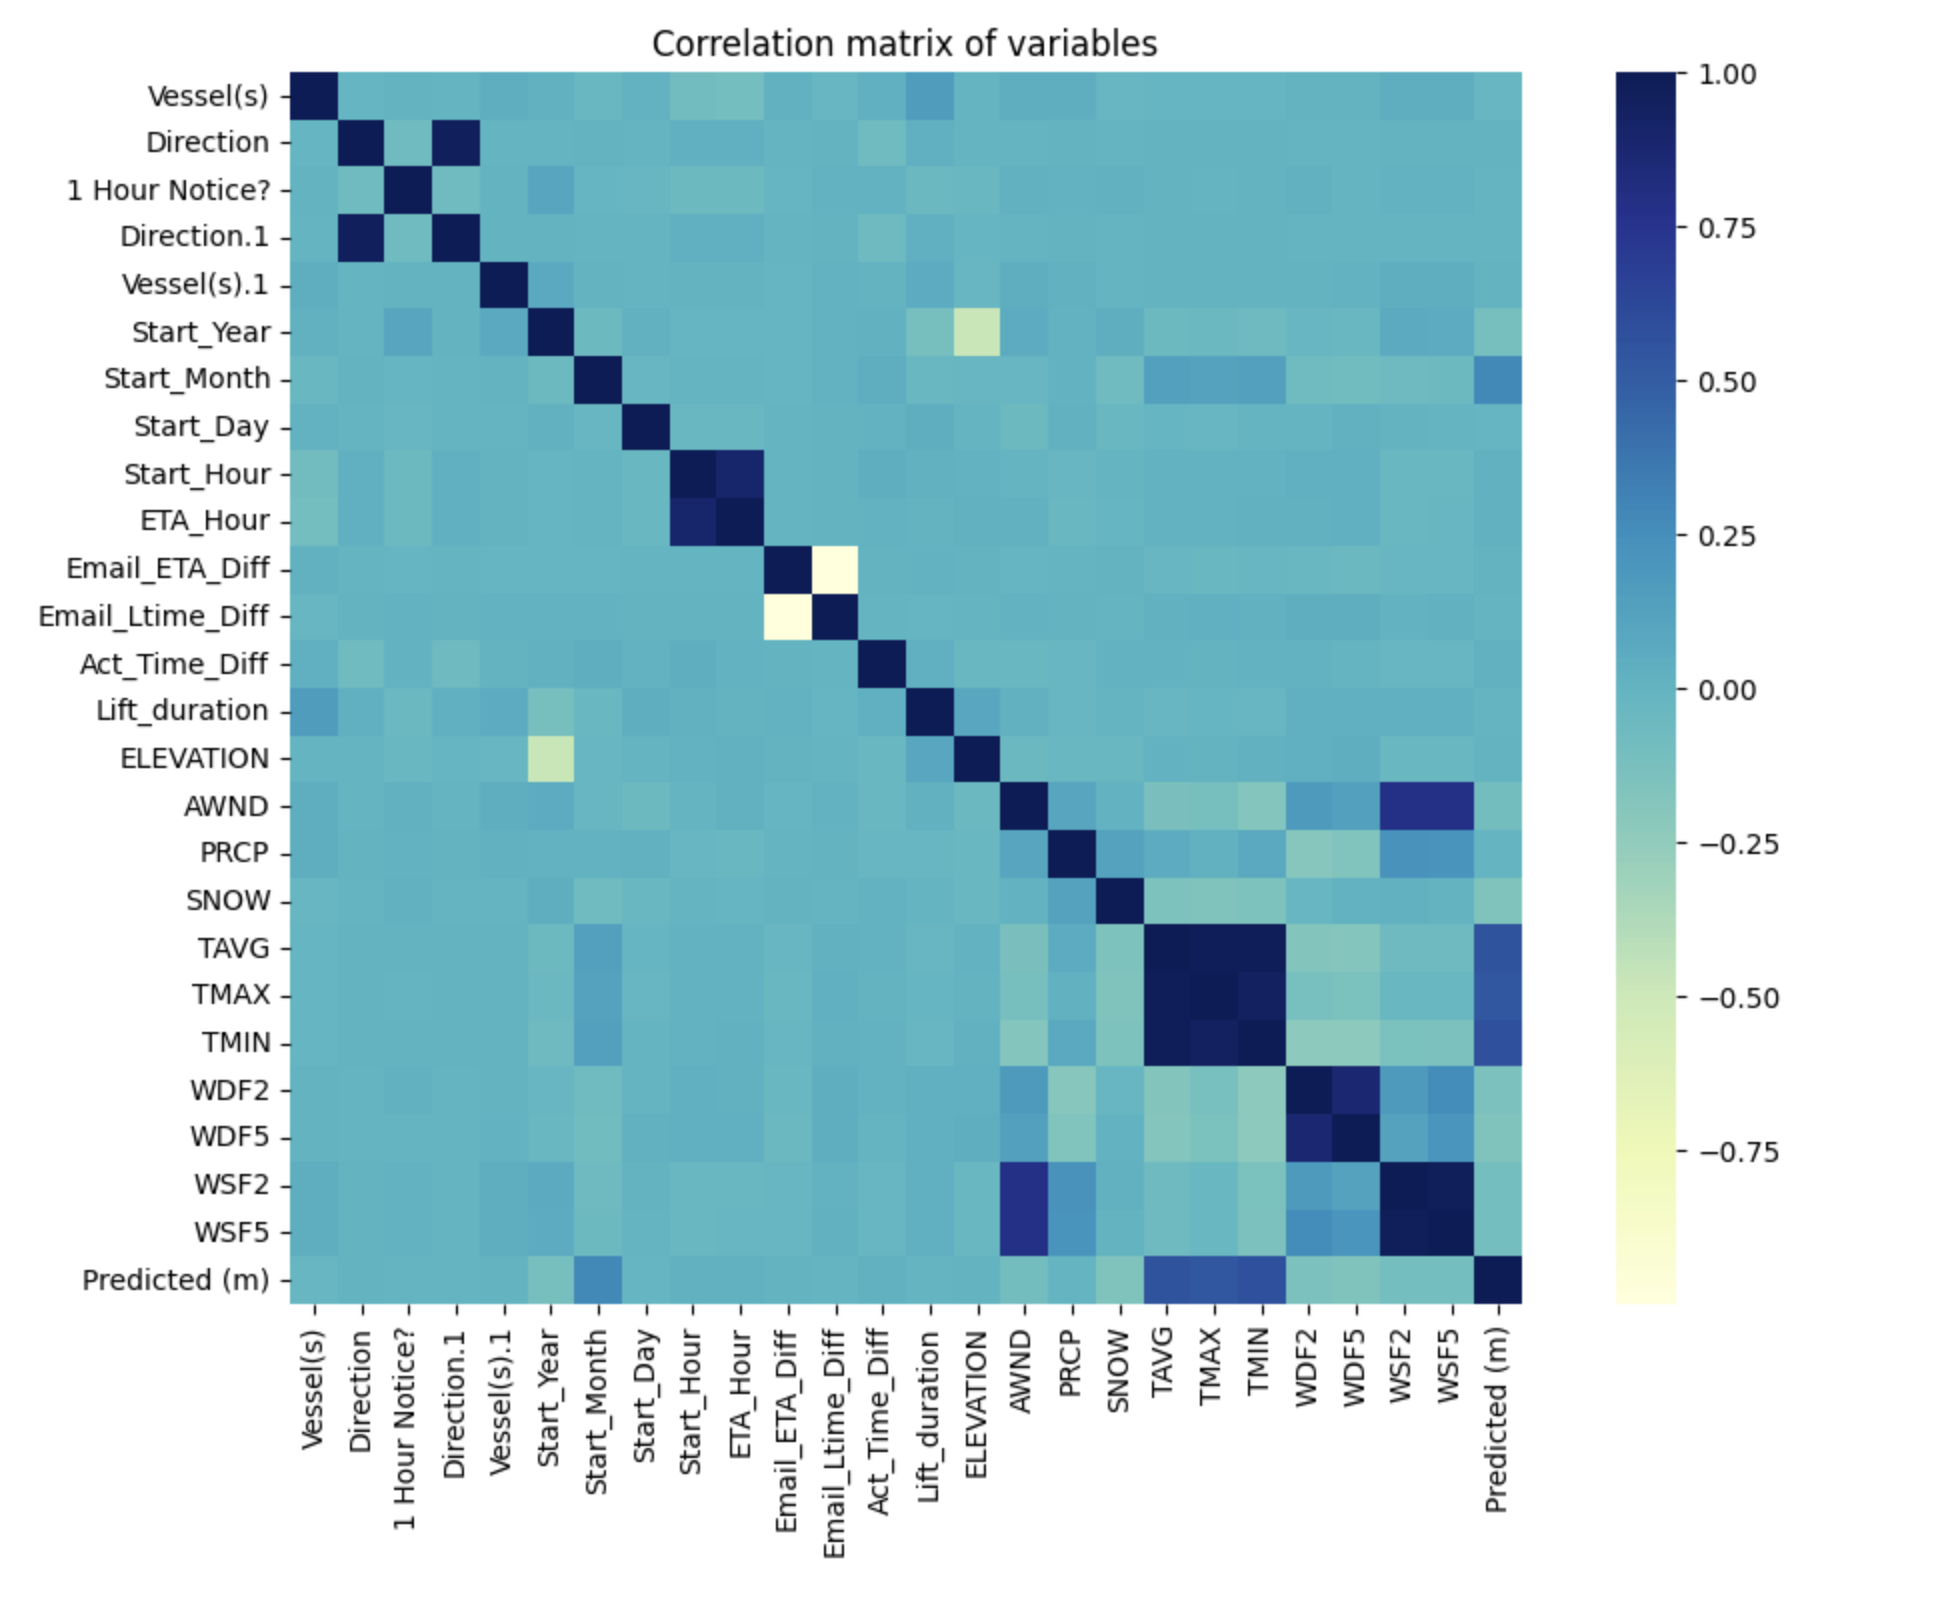 Correlation matrix of variables
Vessel(s)
Direction
1 Hour Notice?
Direction.1
Vessel(s).1
Start_Year
Start_Month
Start_Day
Start_Hour
ETA_Hour
Email_ETA_Diff
Email_Ltime_Diff
Act_Time_Diff
Lift_duration
ELEVATION
AWND
PRCP
SNOW
TAVG
TMAX
TMIN
WDF2
WDF5
WSF2
WSF5
Predicted (m)
Vessel(s)
Direction
1 Hour Notice?
Direction.1
Vessel(s).1
Start_Year
Start_Month
Start_Day
Start_Hour
ETA_Hour
Email_ETA_Diff
Email_Ltime_Diff
Act_Time_Diff
Lift_duration
ELEVATION
AWND
PRCP
SNOW
TAVG
TMAX
TMIN
WDF2
WDF5
WSF2
WSF5
Predicted (m)
1.00
0.75
0.50
0.25
0.00
−0.25
−0.50
−0.75